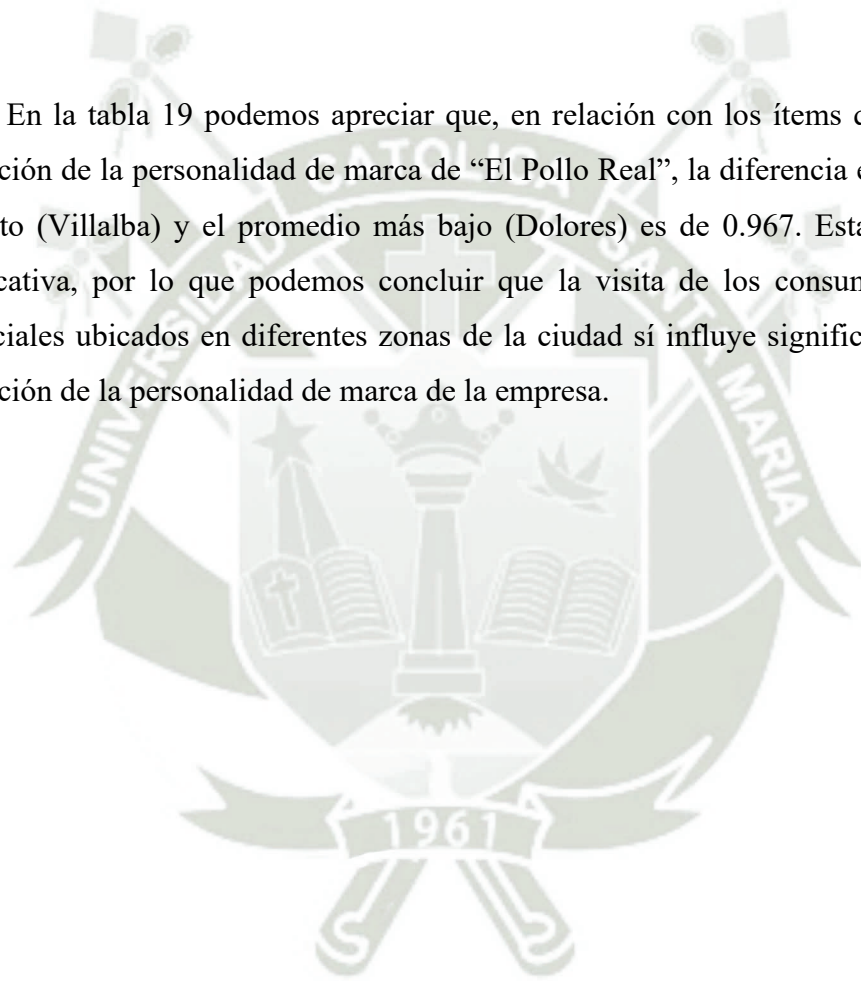 En la tabla 19 podemos apreciar que, en relación con los ítems
ción de la personalidad de marca de “El Pollo Real”, la diferencia e
to (Villalba) y el promedio más bajo (Dolores) es de 0.967. Esta
cativa, por lo que podemos concluir que la visita de los consum
ciales ubicados en diferentes zonas de la ciudad sí influye signific
ción de la personalidad de marca de la empresa.
UNIVERSIDAD CATOLICA SANTA MARIA
1961